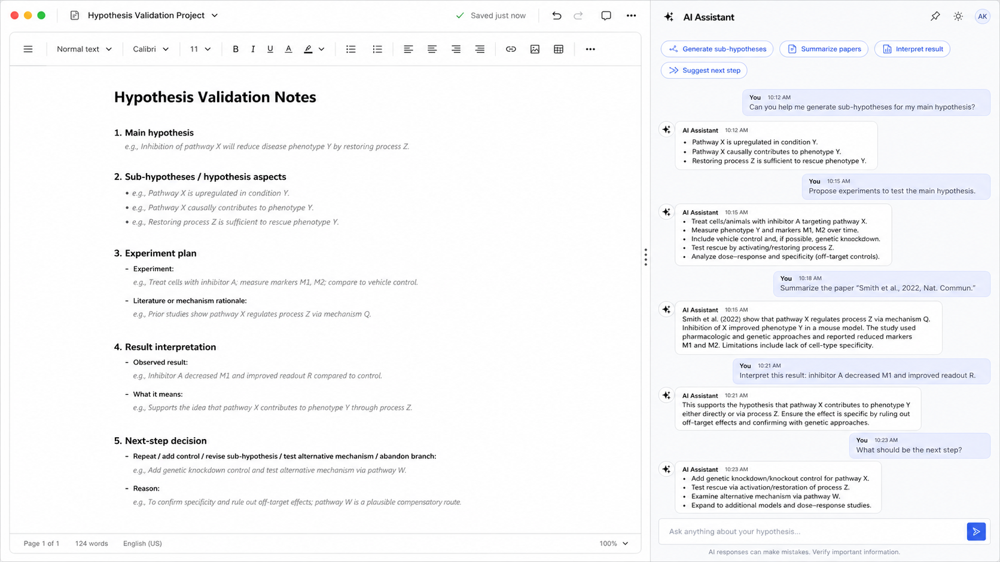 Hypothesis Validation Project
Saved just now
Normal text
Calibri
11
B I U A
Hypothesis Validation Notes
1. Main hypothesis
e.g., Inhibition of pathway X will reduce disease phenotype Y by restoring process Z.
2. Sub-hypotheses / hypothesis aspects
• e.g., Pathway X is upregulated in condition Y.
• e.g., Pathway X causally contributes to phenotype Y.
• e.g., Restoring process Z is sufficient to rescue phenotype Y.
3. Experiment plan
- Experiment:
e.g., Treat cells with inhibitor A; measure markers M1, M2; compare to vehicle control.
- Literature or mechanism rationale:
e.g., Prior studies show pathway X regulates process Z via mechanism Q.
4. Result interpretation
- Observed result:
e.g., Inhibitor A decreased M1 and improved readout R compared to control.
- What it means:
e.g., Supports the idea that pathway X contributes to phenotype Y through process Z.
5. Next-step decision
- Repeat / add control / revise sub-hypothesis / test alternative mechanism / abandon branch:
e.g., Add genetic knockdown control and test alternative mechanism via pathway W.
- Reason:
e.g., To confirm specificity and rule out off-target effects; pathway W is a plausible compensatory route.
Page 1 of 1
124 words
English (US)
100%
AI Assistant
AK
Generate sub-hypotheses
Summarize papers
Interpret result
Suggest next step
You 10:12 AM
Can you help me generate sub-hypotheses for my main hypothesis?
AI Assistant 10:12 AM
• Pathway X is upregulated in condition Y.
• Pathway X causally contributes to phenotype Y.
• Restoring process Z is sufficient to rescue phenotype Y.
You 10:15 AM
Propose experiments to test the main hypothesis.
AI Assistant 10:15 AM
• Treat cells/animals with inhibitor A targeting pathway X.
• Measure phenotype Y and markers M1, M2 over time.
• Include vehicle control and, if possible, genetic knockdown.
• Test rescue by activating/restoring process Z.
• Analyze dose–response and specificity (off-target controls).
You 10:18 AM
Summarize the paper “Smith et al., 2022, Nat. Commun.”
AI Assistant 10:15 AM
Smith et al. (2022) show that pathway X regulates process Z via mechanism Q.
Inhibition of X improved phenotype Y in a mouse model. The study used
pharmacologic and genetic approaches and reported reduced markers
M1 and M2. Limitations include lack of cell-type specificity.
You 10:21 AM
Interpret this result: inhibitor A decreased M1 and improved readout R.
AI Assistant 10:21 AM
This supports the hypothesis that pathway X contributes to phenotype Y
either directly or via process Z. Ensure the effect is specific by ruling out
off-target effects and confirming with genetic approaches.
You 10:23 AM
What should be the next step?
AI Assistant 10:23 AM
• Add genetic knockdown/knockout control for pathway X.
• Test rescue via activation/restoration of process Z.
• Examine alternative mechanism via pathway W.
• Expand to additional models and dose–response studies.
Ask anything about your hypothesis...
AI responses can make mistakes. Verify important information.